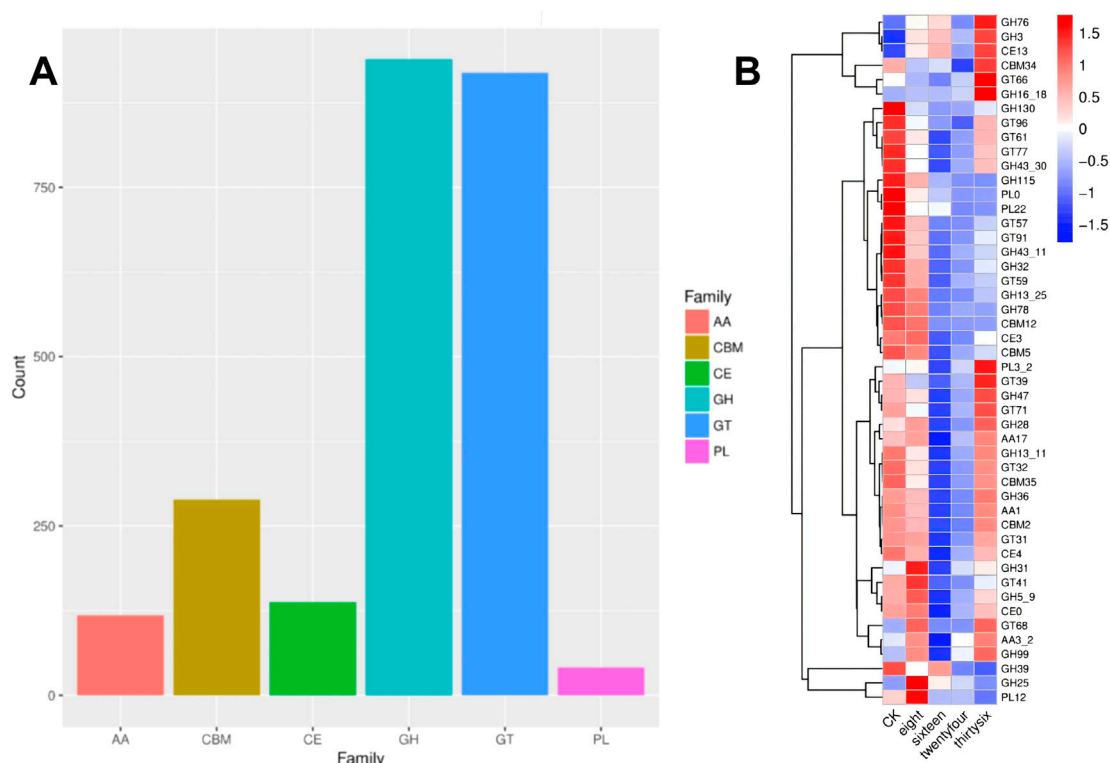 A
750
500
250
0
Count
AA
CBM
CE
GH
GT
PL
Family
Family
AA
CBM
CE
GH
GT
PL
B
GH76
GH3
CE13
CBM34
GT66
GH16_18
GH130
GT96
GT61
GT77
GH43_30
GH115
PL0
PL22
GT57
GT91
GH43_11
GH32
GT59
GH13_25
GH78
CBM12
CE3
CBM5
PL3_2
GT39
GH47
GT71
GH28
AA17
GH13_11
GT32
CBM35
GH36
AA1
CBM2
GT31
CE4
GH31
GT41
GH5_9
CE0
GT68
AA3_2
GH99
GH39
GH25
PL12
CK
eight
sixteen
twentyfour
thirtysix
1.5
1
0.5
0
−0.5
−1
−1.5